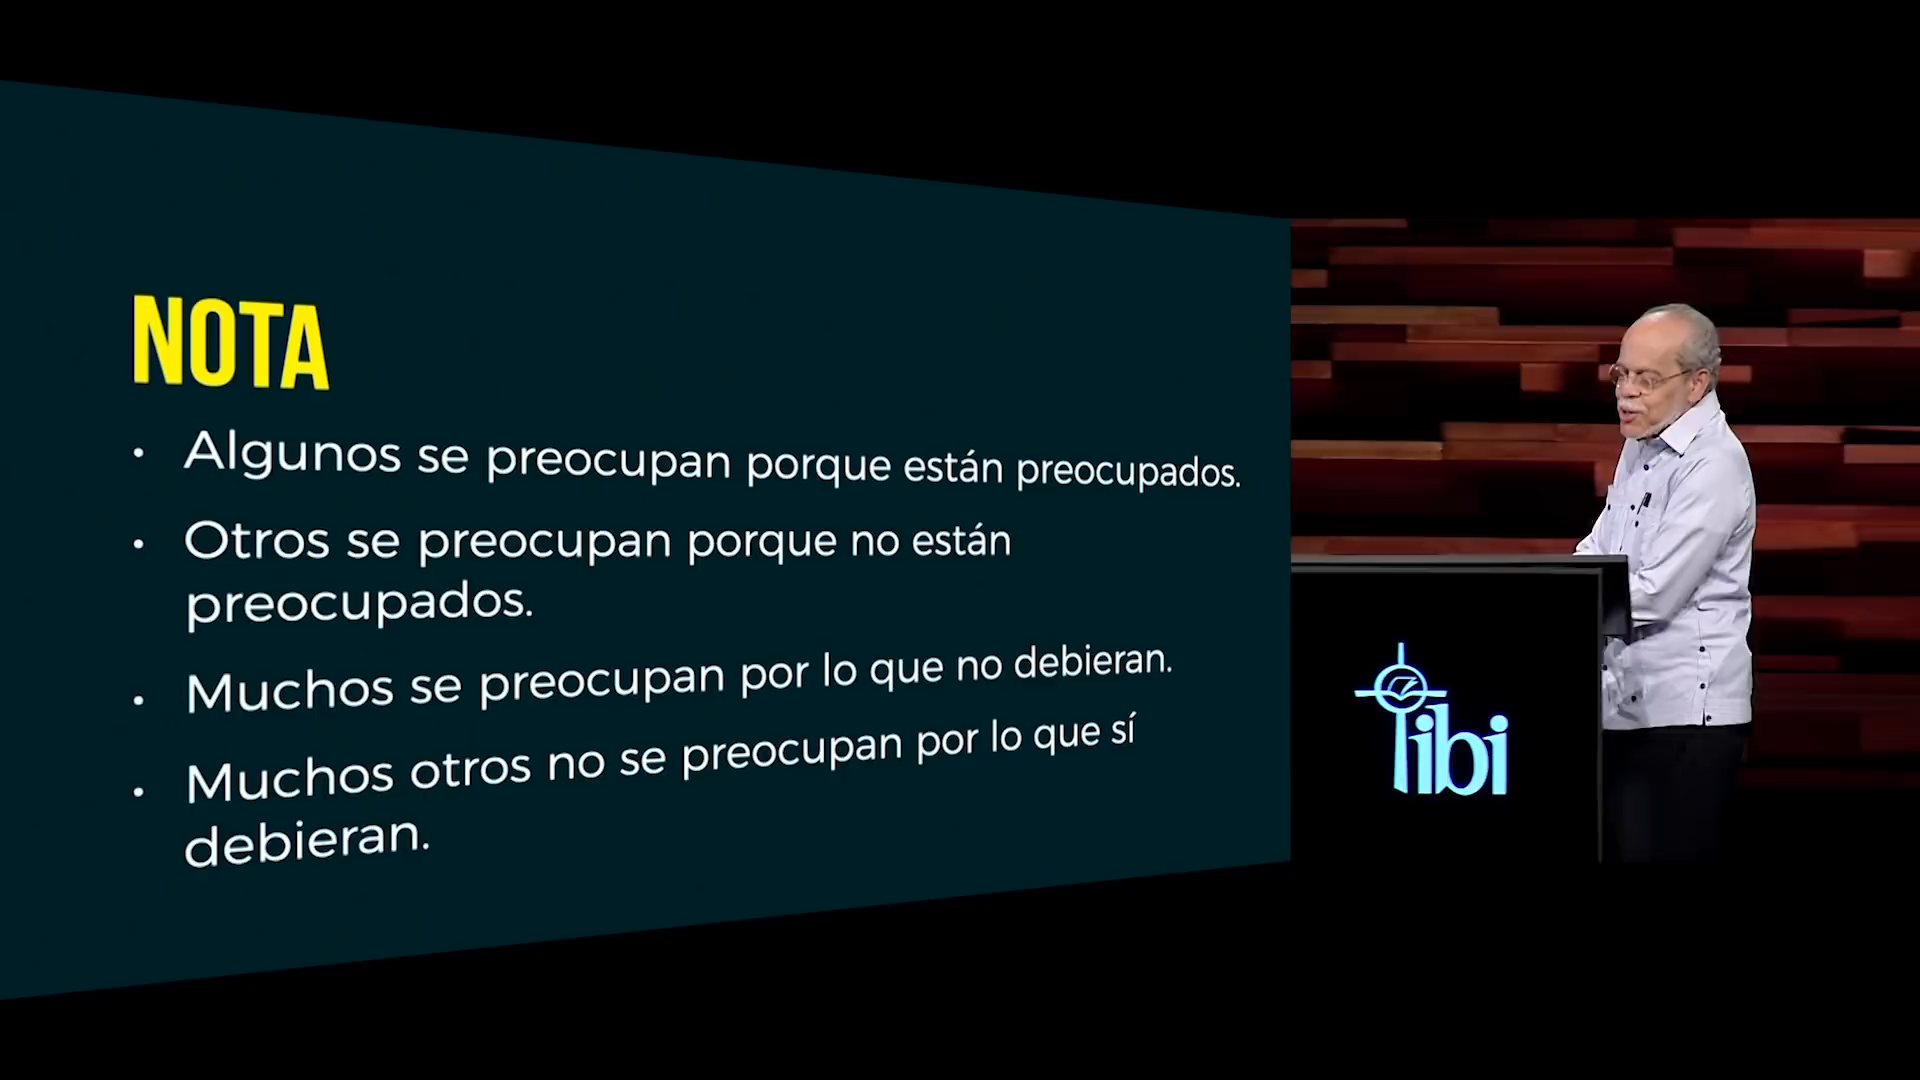 NOTA
• Algunos se preocupan porque están preocupados.
• Otros se preocupan porque no están
preocupados.
• Muchos se preocupan por lo que no debieran.
• Muchos otros no se preocupan por lo que sí
debieran.
ibi